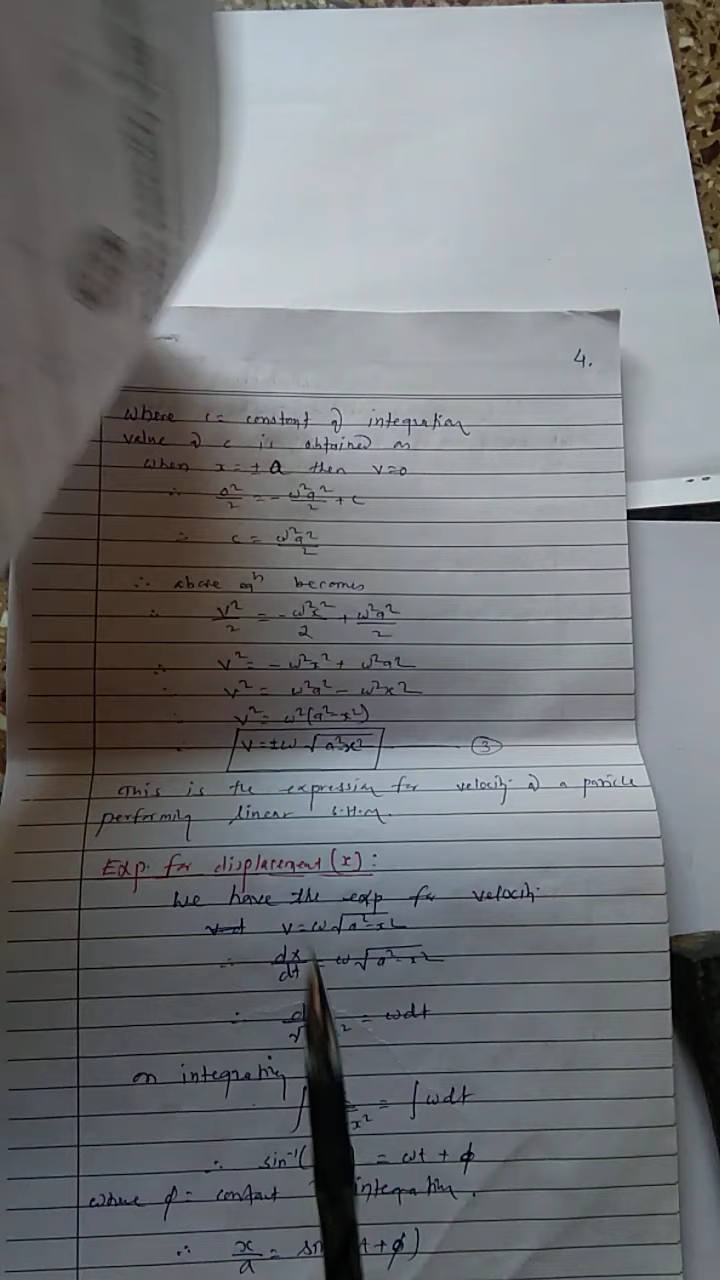 4.
where c = constant of integration
value of c is obtained as
when x = ± a then v=0
∴ 0²/2 = - ω²a²/2 + c
∴ c = ω²a²/2
∴ above eqⁿ becomes
∴ v²/2 = - ω²x²/2 + ω²a²/2
∴ v² = - ω²x² + ω²a²
∴ v² = ω²a² - ω²x²
∴ v² = ω²(a²-x²)
∴ v = ±ω √a²-x² ③
This is the expression for velocity of a particle
performing linear S.H.M.
Exp. for displacement (x):
We have the exp for velocity
v = ω√a²-x²
∴ dx/dt = ω√a²-x²
∴ = ωdt
on integrating
∫ x² = ∫ωdt
∴ sin⁻¹( ) = ωt + ϕ
where ϕ = constant integration.
∴ x/a = t + ϕ)